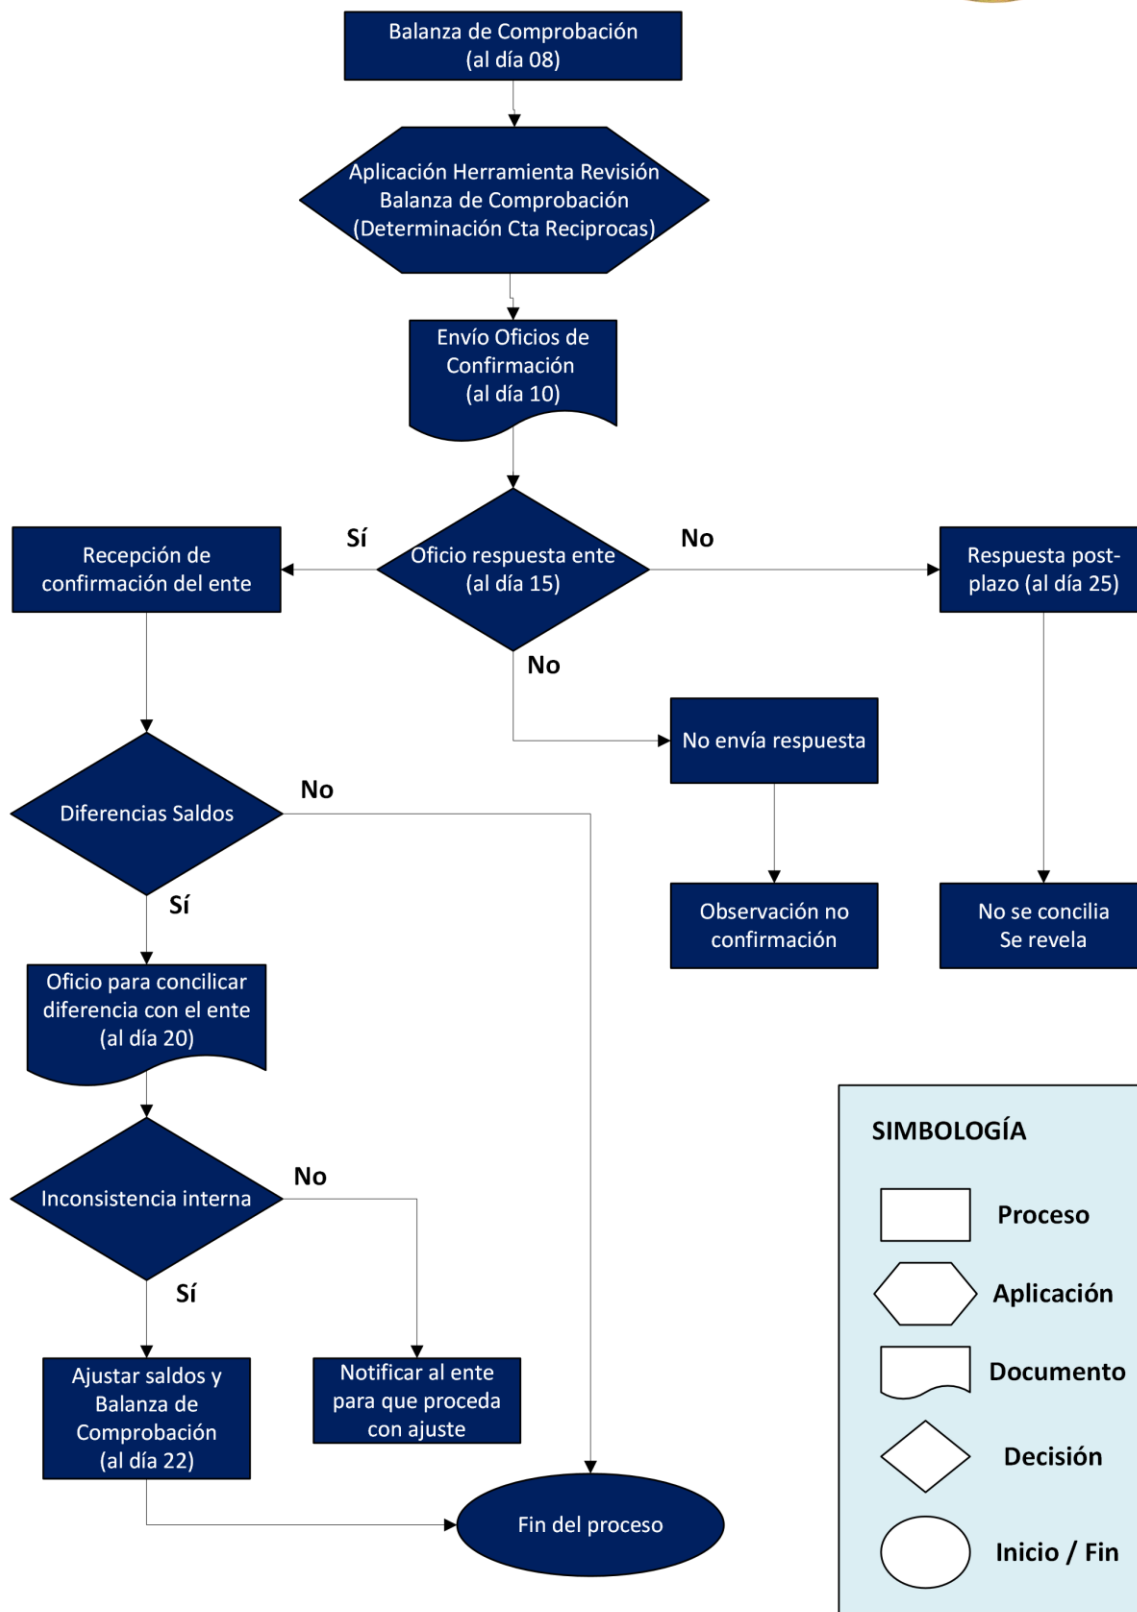 Balanza de Comprobación
(al día 08)
Aplicación Herramienta Revisión
Balanza de Comprobación
(Determinación Cta Reciprocas)
Envío Oficios de
Confirmación
(al día 10)
Oficio respuesta ente
(al día 15)
Sí
No
No
Recepción de
confirmación del ente
Respuesta post-
plazo (al día 25)
No envía respuesta
Diferencias Saldos
No
Sí
Observación no
confirmación
No se concilia
Se revela
Oficio para concilicar
diferencia con el ente
(al día 20)
Inconsistencia interna
No
Sí
Ajustar saldos y
Balanza de
Comprobación
(al día 22)
Notificar al ente
para que proceda
con ajuste
Fin del proceso
SIMBOLOGÍA
Proceso
Aplicación
Documento
Decisión
Inicio / Fin